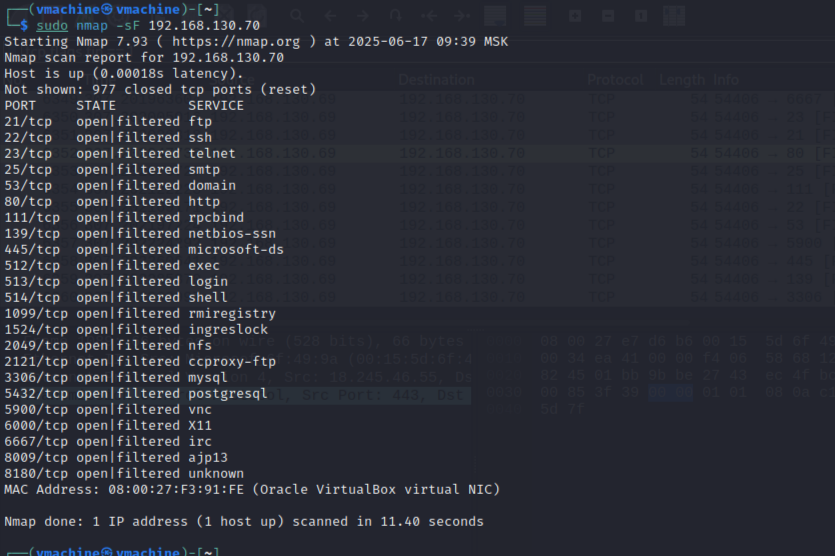 ┌──(vmachine㉿vmachine)-[~]
└─$ sudo nmap -sF 192.168.130.70
Starting Nmap 7.93 ( https://nmap.org ) at 2025-06-17 09:39 MSK
Nmap scan report for 192.168.130.70
Host is up (0.00018s latency).
Not shown: 977 closed tcp ports (reset)
PORT     STATE         SERVICE
21/tcp   open|filtered ftp
22/tcp   open|filtered ssh
23/tcp   open|filtered telnet
25/tcp   open|filtered smtp
53/tcp   open|filtered domain
80/tcp   open|filtered http
111/tcp  open|filtered rpcbind
139/tcp  open|filtered netbios-ssn
445/tcp  open|filtered microsoft-ds
512/tcp  open|filtered exec
513/tcp  open|filtered login
514/tcp  open|filtered shell
1099/tcp open|filtered rmiregistry
1524/tcp open|filtered ingreslock
2049/tcp open|filtered nfs
2121/tcp open|filtered ccproxy-ftp
3306/tcp open|filtered mysql
5432/tcp open|filtered postgresql
5900/tcp open|filtered vnc
6000/tcp open|filtered X11
6667/tcp open|filtered irc
8009/tcp open|filtered ajp13
8180/tcp open|filtered unknown
MAC Address: 08:00:27:F3:91:FE (Oracle VirtualBox virtual NIC)

Nmap done: 1 IP address (1 host up) scanned in 11.40 seconds

┌──(vmachine㉿vmachine)-[~]
Destination Protocol Length Info